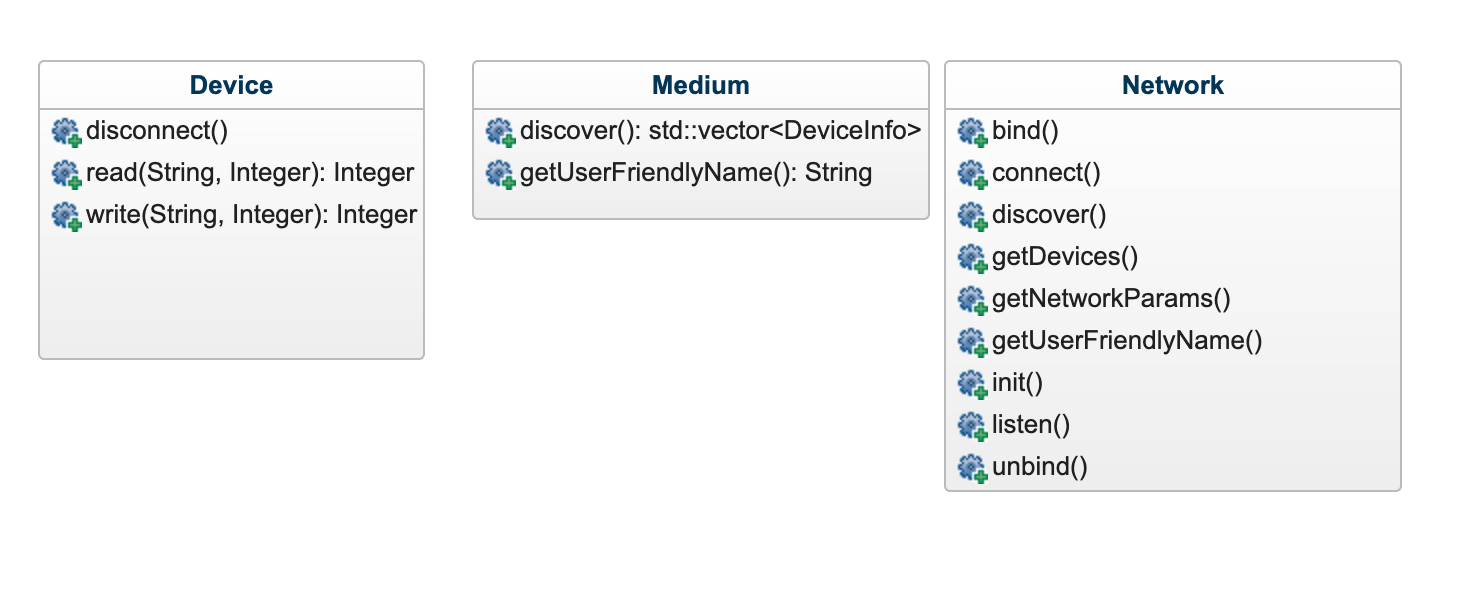 Device
disconnect()
read(String, Integer): Integer
write(String, Integer): Integer
Medium
discover(): std::vector<DeviceInfo>
getUserFriendlyName(): String
Network
bind()
connect()
discover()
getDevices()
getNetworkParams()
getUserFriendlyName()
init()
listen()
unbind()